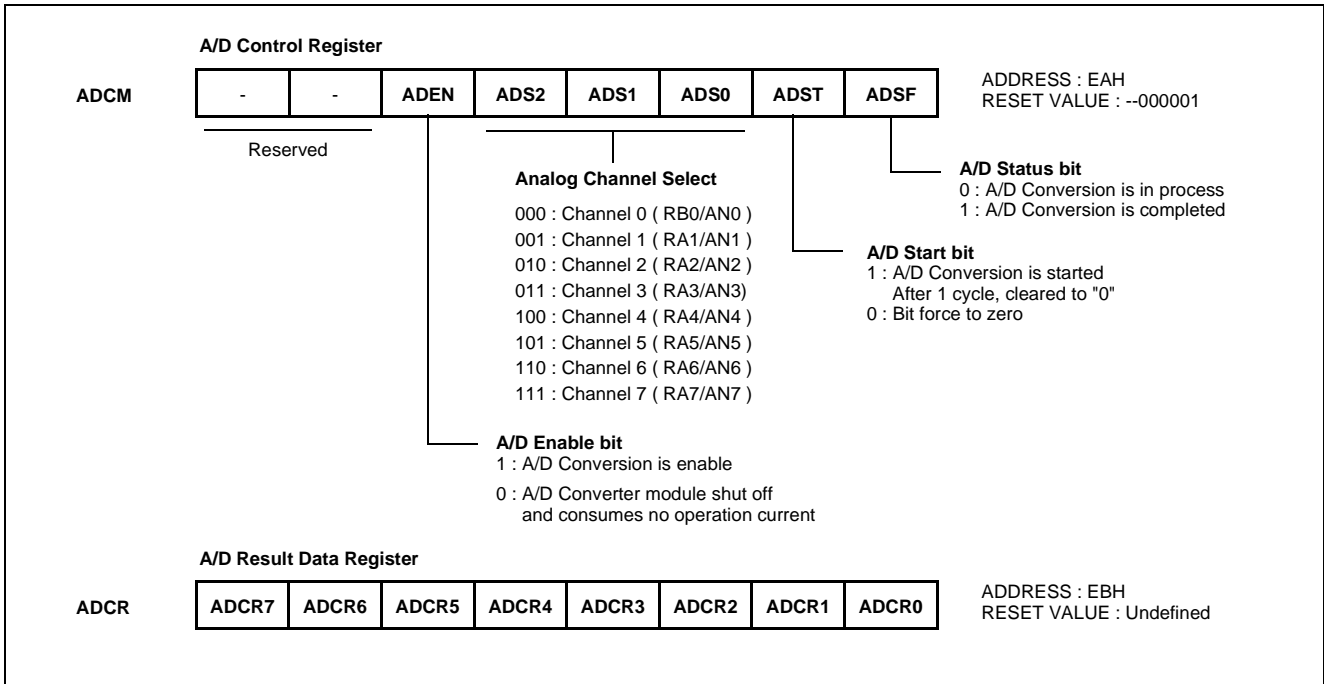 A/D Control Register
ADCM
- - ADEN ADS2 ADS1 ADS0 ADST ADSF
ADDRESS : EAH
RESET VALUE : --000001
Reserved
Analog Channel Select
000 : Channel 0 ( RB0/AN0 )
001 : Channel 1 ( RA1/AN1 )
010 : Channel 2 ( RA2/AN2 )
011 : Channel 3 ( RA3/AN3)
100 : Channel 4 ( RA4/AN4 )
101 : Channel 5 ( RA5/AN5 )
110 : Channel 6 ( RA6/AN6 )
111 : Channel 7 ( RA7/AN7 )
A/D Status bit
0 : A/D Conversion is in process
1 : A/D Conversion is completed
A/D Start bit
1 : A/D Conversion is started
After 1 cycle, cleared to "0"
0 : Bit force to zero
A/D Enable bit
1 : A/D Conversion is enable
0 : A/D Converter module shut off
and consumes no operation current
A/D Result Data Register
ADCR
ADCR7 ADCR6 ADCR5 ADCR4 ADCR3 ADCR2 ADCR1 ADCR0
ADDRESS : EBH
RESET VALUE : Undefined